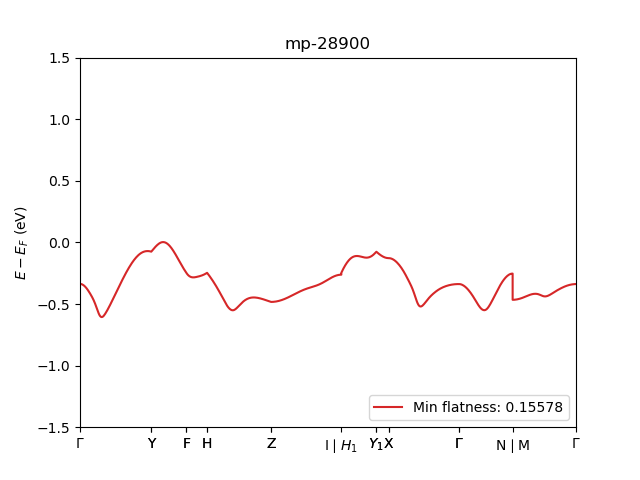 mp-28900
1.5
1.0
0.5
0.0
−0.5
−1.0
−1.5
E − E_F (eV)
Min flatness: 0.15578
Γ Y F H Z I | H₁ Y₁ X Γ N | M Γ